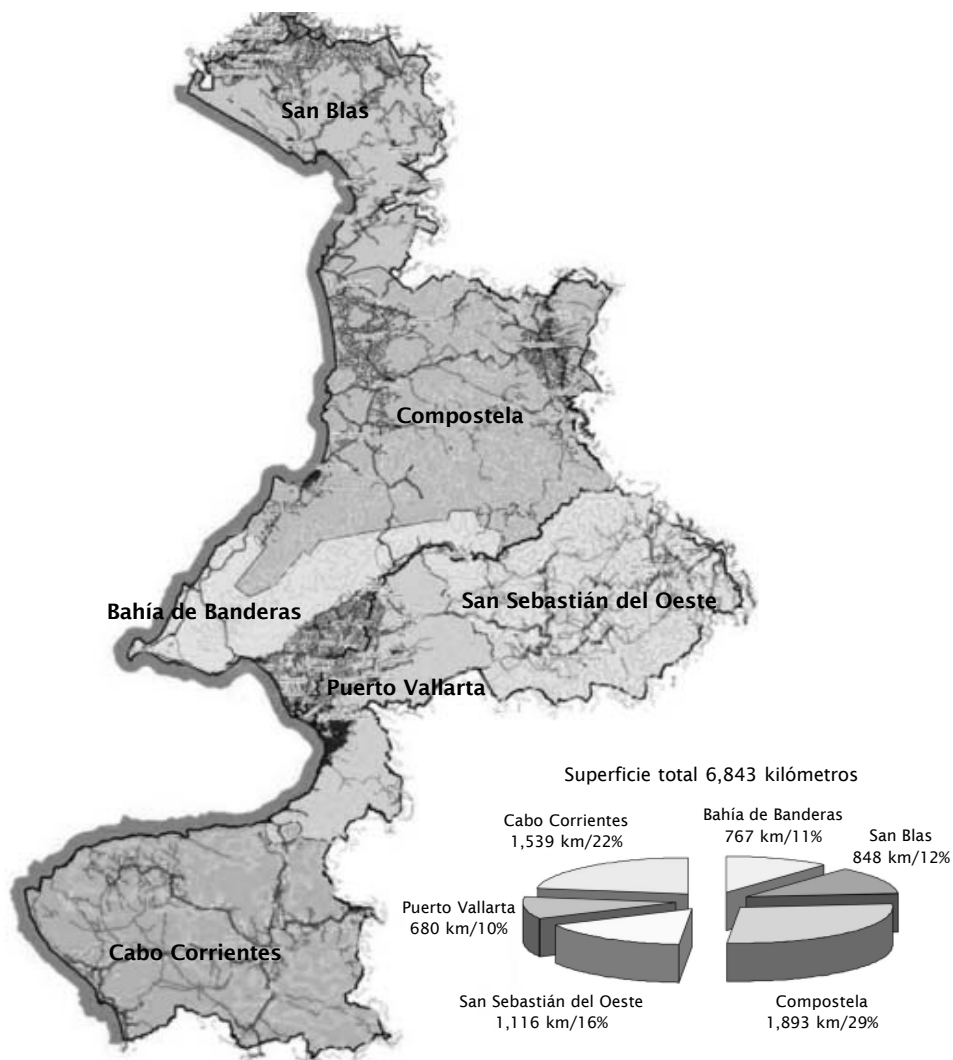 San Blas
Compostela
Bahía de Banderas
San Sebastián del Oeste
Puerto Vallarta
Cabo Corrientes
Superficie total 6,843 kilómetros
Cabo Corrientes
1,539 km/22%
Bahía de Banderas
767 km/11%
San Blas
848 km/12%
Puerto Vallarta
680 km/10%
San Sebastián del Oeste
1,116 km/16%
Compostela
1,893 km/29%